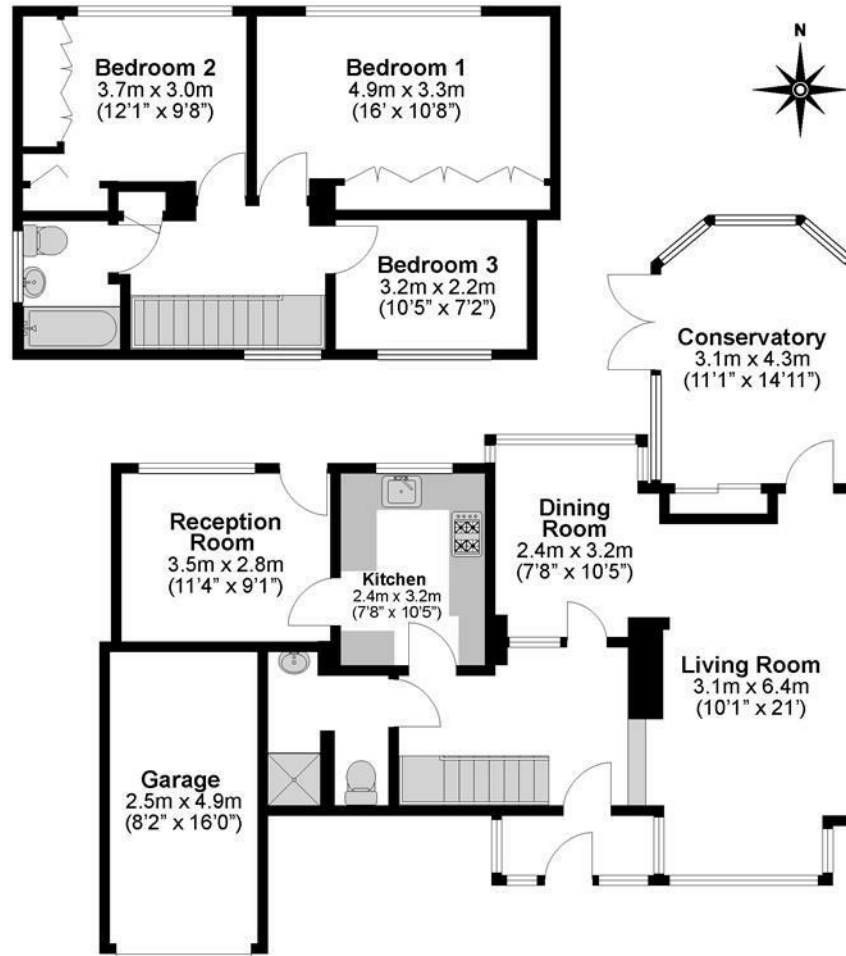 Bedroom 2
3.7m x 3.0m
(12'1" x 9'8")
Bedroom 1
4.9m x 3.3m
(16' x 10'8")
N
Bedroom 3
3.2m x 2.2m
(10'5" x 7'2")
Conservatory
3.1m x 4.3m
(11'1" x 14'11")
Reception
Room
3.5m x 2.8m
(11'4" x 9'1")
Kitchen
2.4m x 3.2m
(7'8" x 10'5")
Dining
Room
2.4m x 3.2m
(7'8" x 10'5")
Living Room
3.1m x 6.4m
(10'1" x 21')
Garage
2.5m x 4.9m
(8'2" x 16'0")